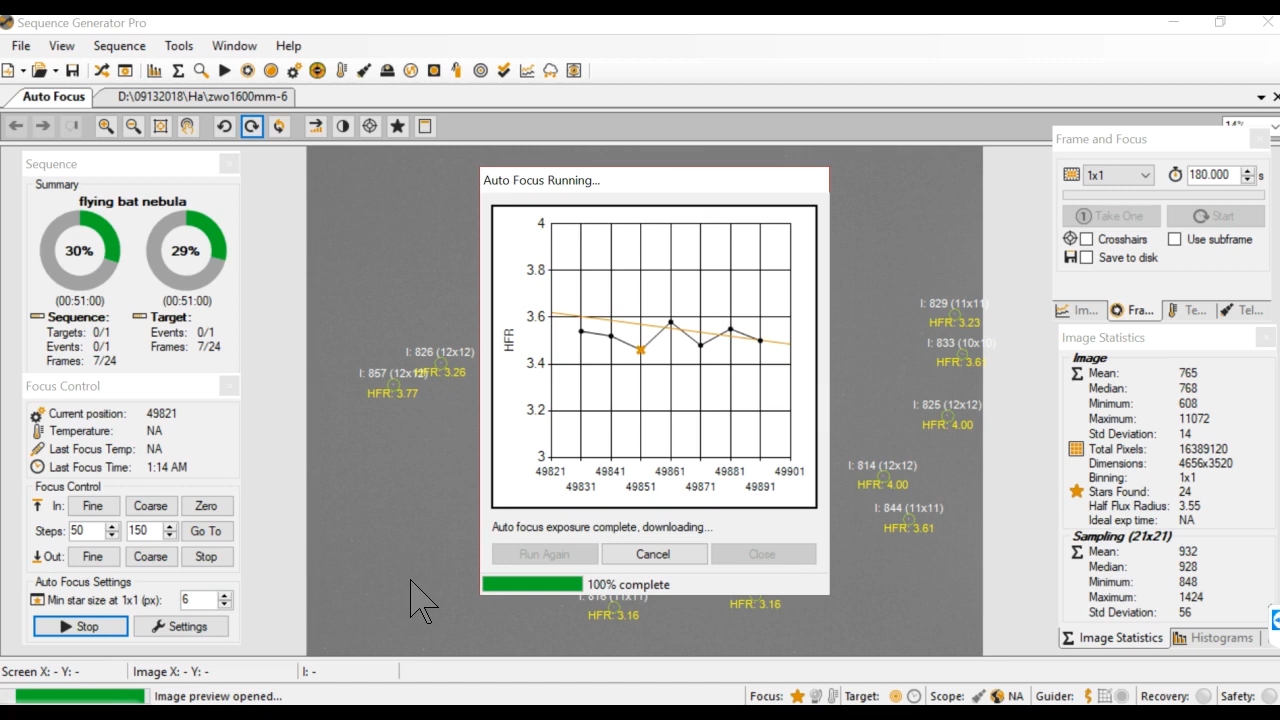 Sequence Generator Pro
File View Sequence Tools Window Help
Auto Focus D:\09132018\Ha\zwo1600mm-6
14%
Sequence
Summary
flying bat nebula
30% 29%
(00:51:00) (00:51:00)
Sequence: Target:
Targets: 0/1 Events: 0/1
Events: 0/1 Frames: 7/24
Frames: 7/24
Focus Control
Current position: 49821
Temperature: NA
Last Focus Temp: NA
Last Focus Time: 1:14 AM
Focus Control
In: Fine Coarse Zero
Steps: 50 150 Go To
Out: Fine Coarse Stop
Auto Focus Settings
Min star size at 1x1 (px): 6
Stop Settings
I: 826 (12x12)
HFR: 3.26
I: 857 (12x12)
HFR: 3.77
Auto Focus Running...
HFR
4
3.8
3.6
3.4
3.2
3
49821 49841 49861 49881 49901
49831 49851 49871 49891
Auto focus exposure complete, downloading...
Run Again Cancel Close
100% complete
I: 816 (11x11)
HFR: 3.16
HFR: 3.16
I: 829 (11x11)
HFR: 3.23
I: 833 (10x10)
HFR: 3.6
I: 825 (12x12)
HFR: 4.00
I: 814 (12x12)
HFR: 4.00
I: 844 (11x11)
HFR: 3.61
Frame and Focus
1x1 180.000 s
Take One Start
Crosshairs Use subframe
Save to disk
Im... Fra... Te... Tel...
Image Statistics
Image
Mean: 765
Median: 768
Minimum: 608
Maximum: 11072
Std Deviation: 14
Total Pixels: 16389120
Dimensions: 4656x3520
Binning: 1x1
Stars Found: 24
Half Flux Radius: 3.55
Ideal exp time: NA
Sampling (21x21)
Mean: 932
Median: 928
Minimum: 848
Maximum: 1424
Std Deviation: 56
Image Statistics Histograms
Screen X: - Y: - Image X: - Y: - I: -
Image preview opened... Focus: Target: Scope: NA Guider: Recovery: Safety: